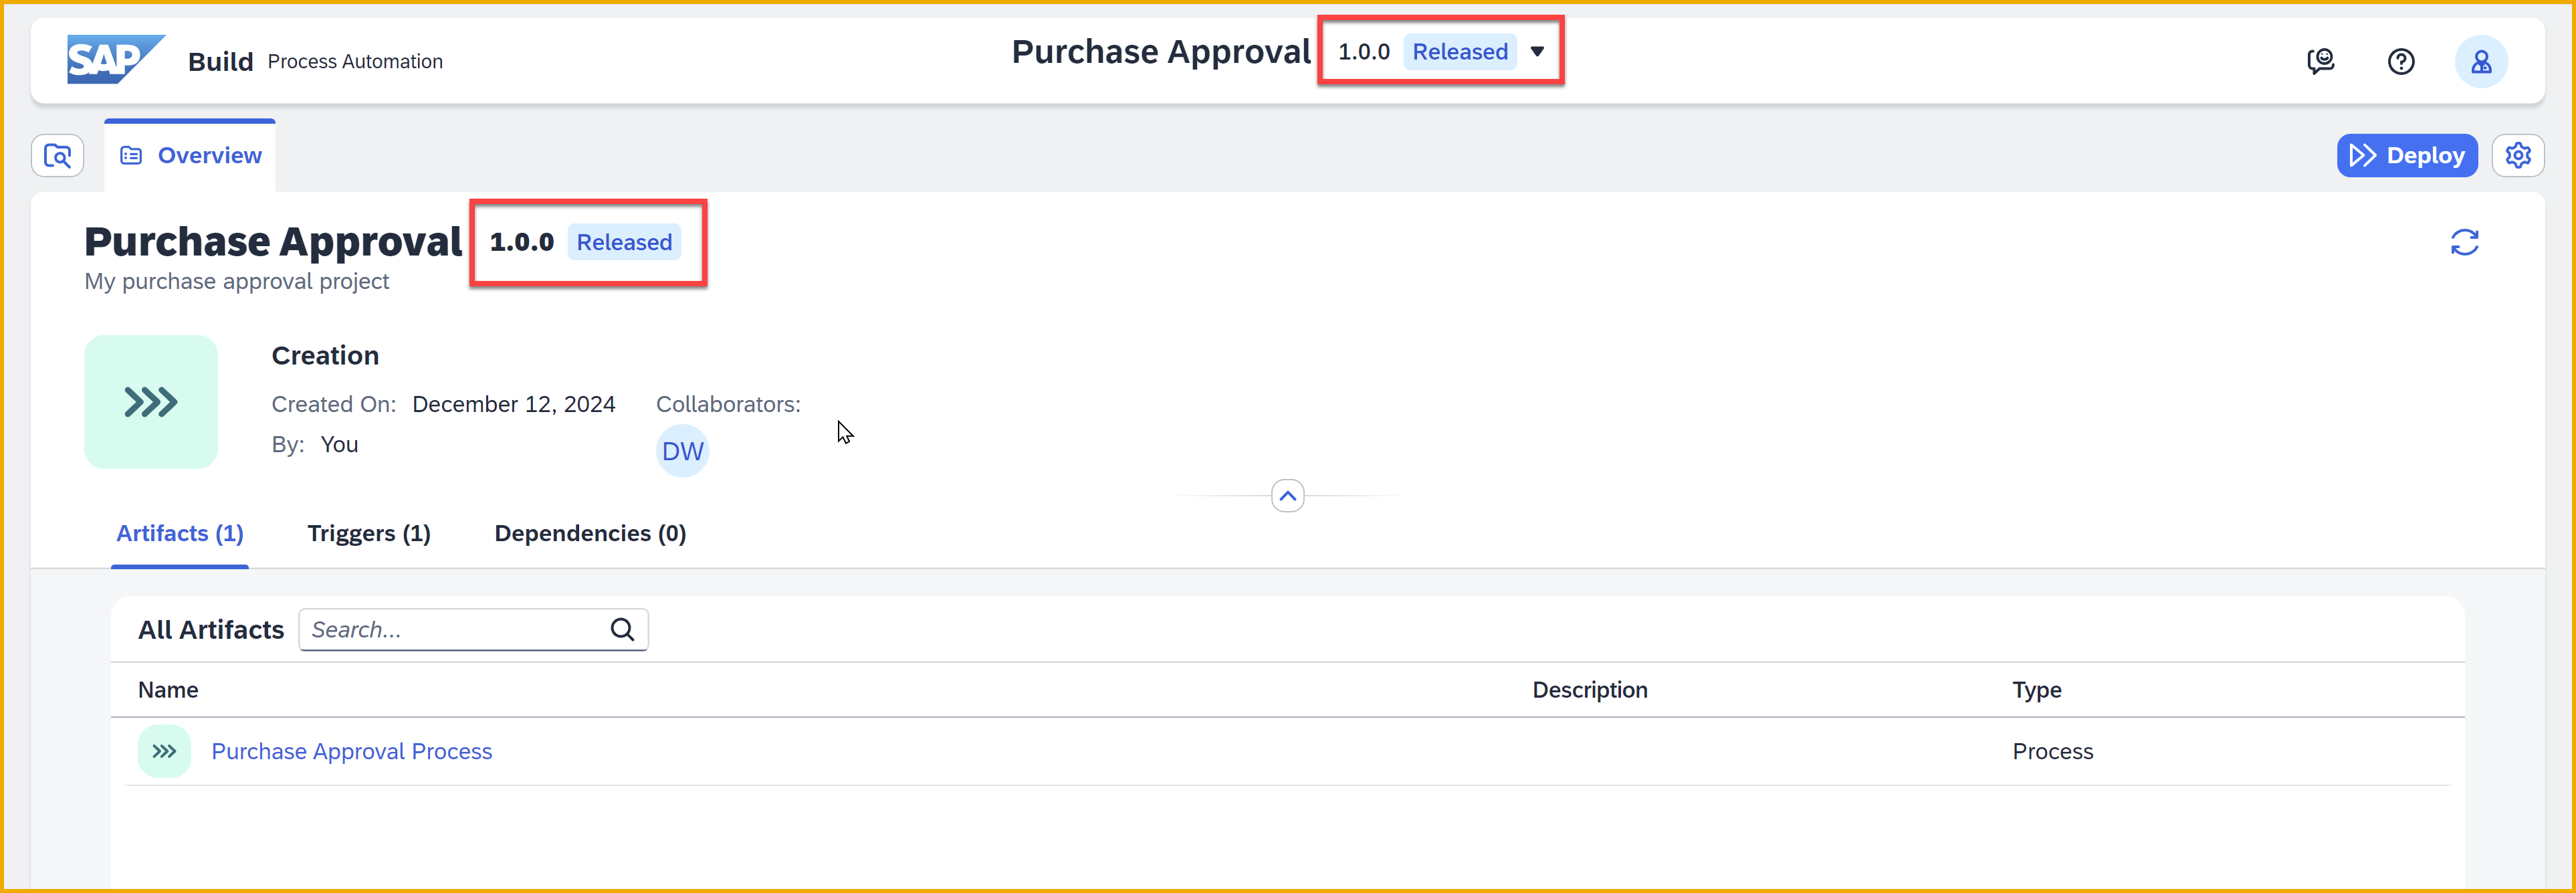 SAP Build Process Automation
Purchase Approval 1.0.0 Released
Overview
Deploy
Purchase Approval 1.0.0 Released
My purchase approval project
Creation
Created On: December 12, 2024 Collaborators:
By: You
DW
Artifacts (1) Triggers (1) Dependencies (0)
All Artifacts Search...
Name Description Type
Purchase Approval Process Process